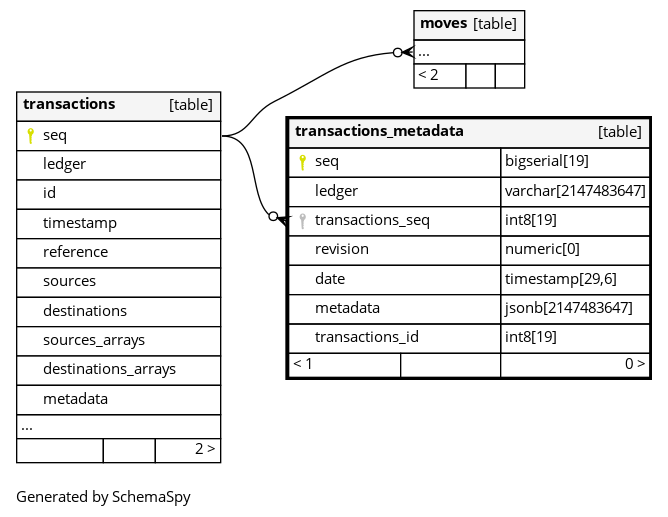 moves [table]
...
< 2
transactions [table]
seq
ledger
id
timestamp
reference
sources
destinations
sources_arrays
destinations_arrays
metadata
...
2 >
transactions_metadata [table]
seq bigserial[19]
ledger varchar[2147483647]
transactions_seq int8[19]
revision numeric[0]
date timestamp[29,6]
metadata jsonb[2147483647]
transactions_id int8[19]
< 1 0 >
Generated by SchemaSpy